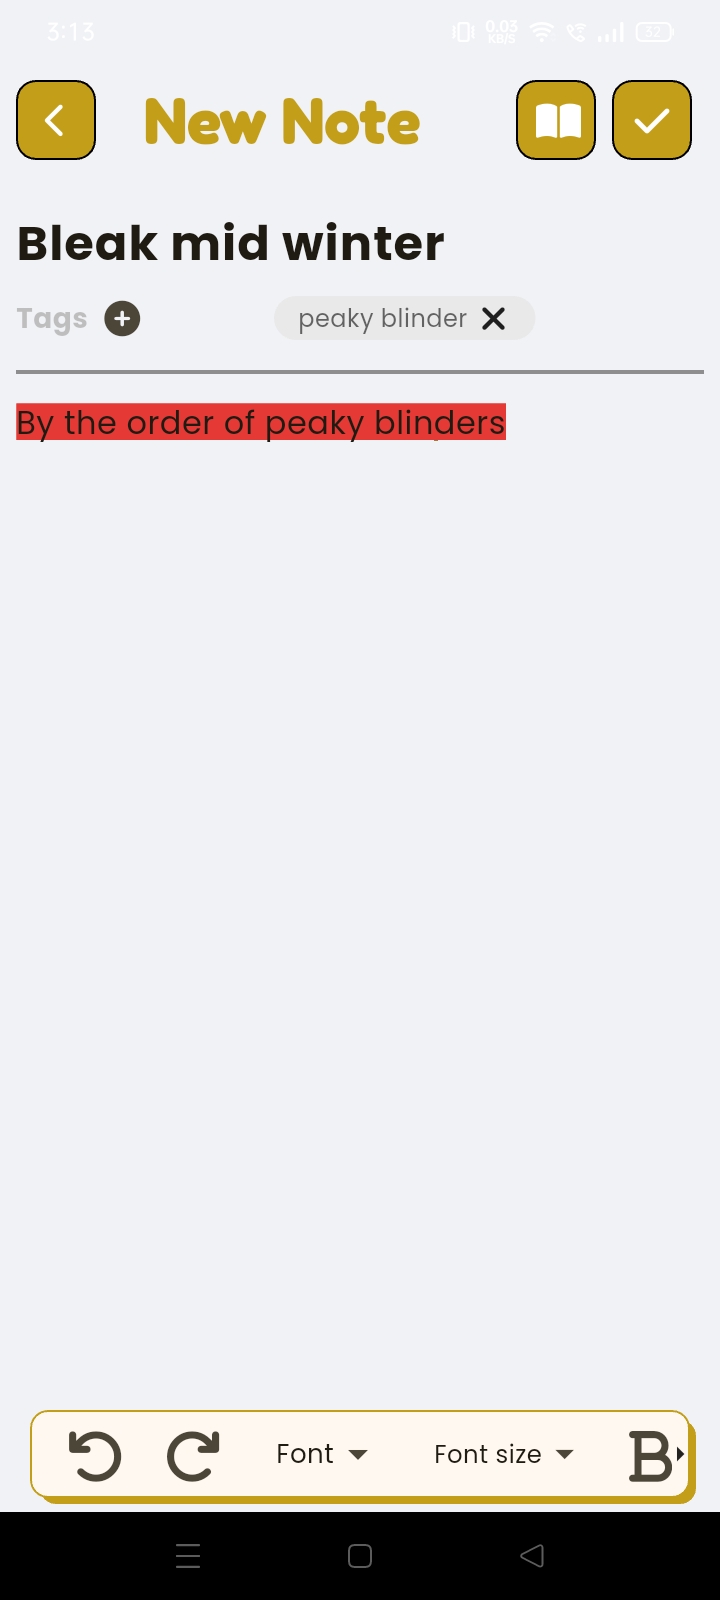 3:13
0.03
KB/S
32
New Note
Bleak mid winter
Tags
peaky blinder
By the order of peaky blinders
Font
Font size
B